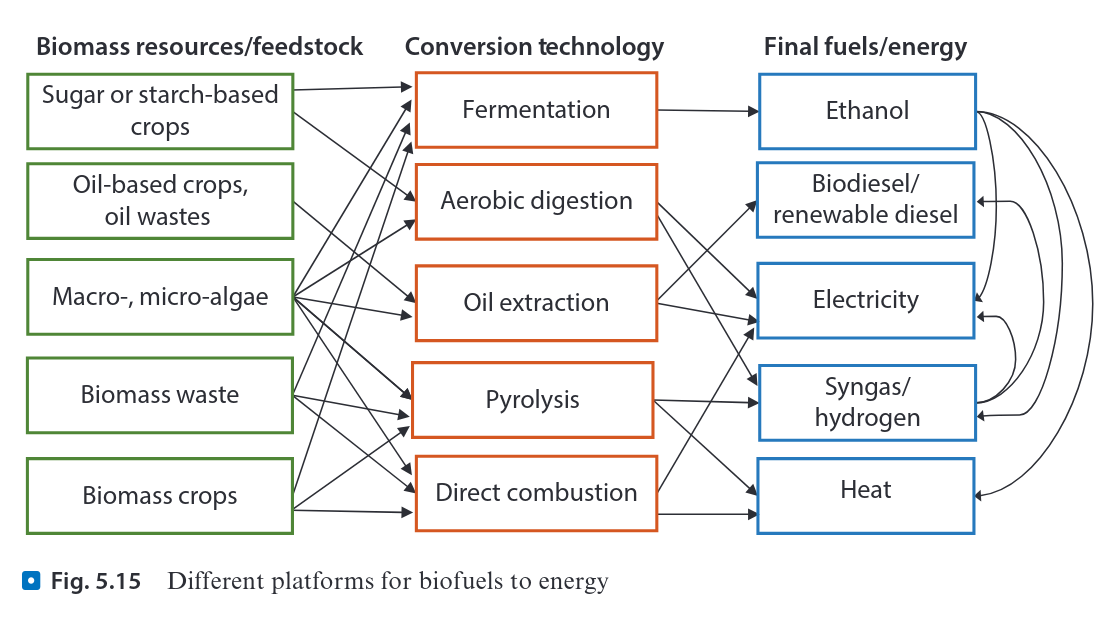 Biomass resources/feedstock
Conversion technology
Final fuels/energy
Sugar or starch-based
crops
Fermentation
Ethanol
Oil-based crops,
oil wastes
Aerobic digestion
Biodiesel/
renewable diesel
Macro-, micro-algae
Oil extraction
Electricity
Biomass waste
Pyrolysis
Syngas/
hydrogen
Biomass crops
Direct combustion
Heat
Fig. 5.15 Different platforms for biofuels to energy